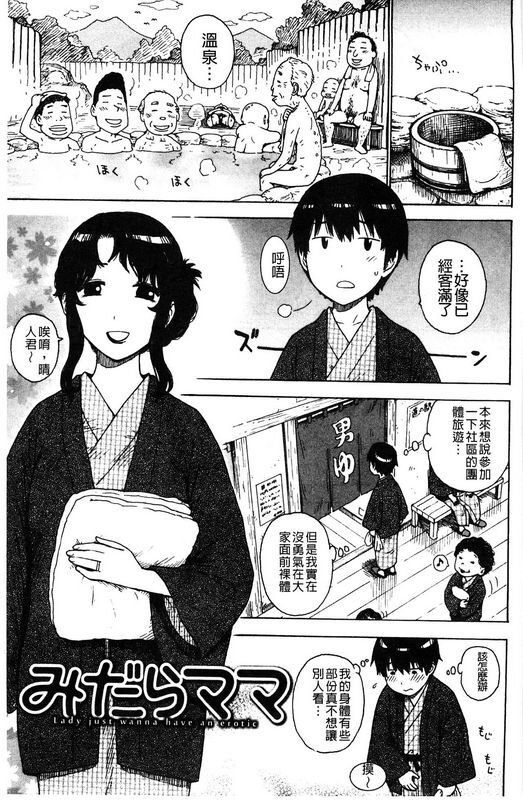 溫泉…
ちゃぷ…
ほく
ほく
…好像已
經客滿了
呼唔
ズーン
唉唷，晴
人君～
本來想說參加
一下社區的團
體旅遊…
男ゆ
但是我實在
沒勇氣在大
家面前裸體
該怎麼辦
我的身體有些
部份真不想讓
別人看…
もじ
もじ
摸～
みだらママ
Lady just wanna have an erotic